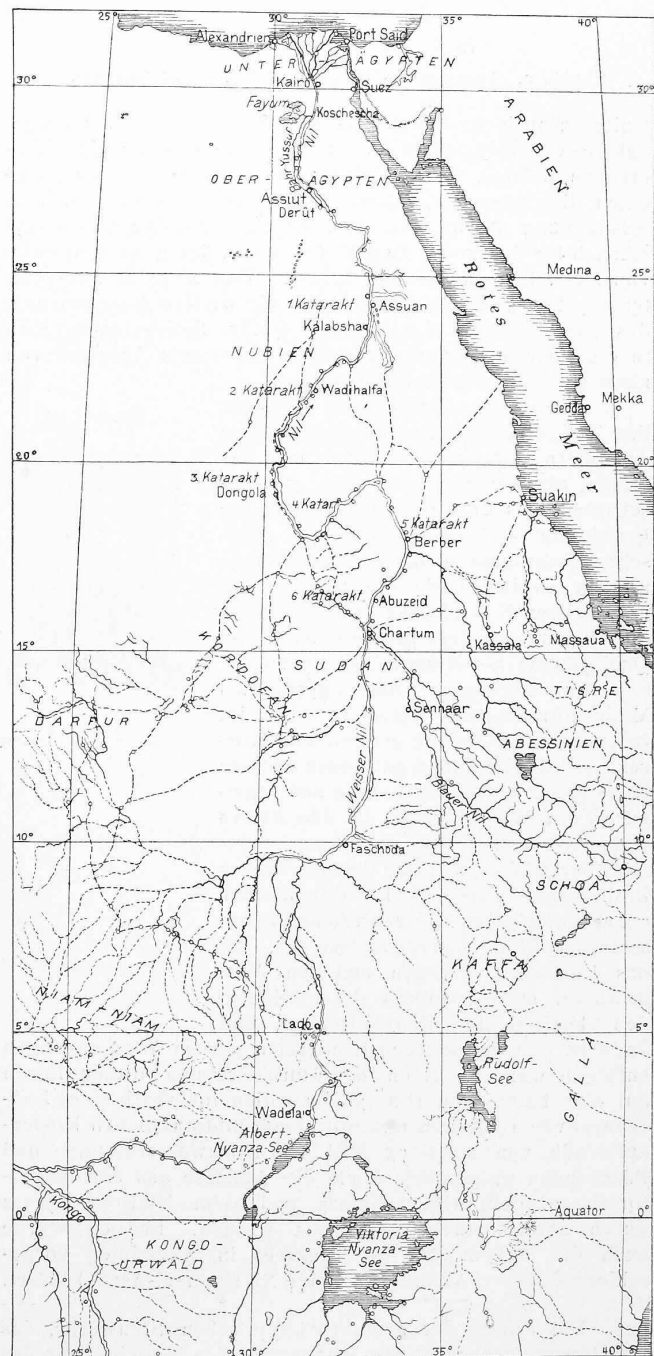 25° 30° 35° 40°
Alexandrien Port Said
UNTER-ÄGYPTEN
30°
Kairo Suez
Fayum Koschescha
ARABIEN
Nil
Bahr Yussuf
OBER-ÄGYPTEN
Assiut
Derût
25°
Medina
1 Katarakt Assuan
Kalabsha
Rotes Meer
NUBIEN
2 Katarakt Wadihalfa
Gedda Mekka
Nil
20° 20°
3. Katarakt
Dongola
4 Katar.
Suakin
5 Katarakt
Berber
6 Katarakt
Abuzeid
Chartum
Kassala Massaua
15° 15°
KORDOFAN
SUDAN
TIGRE
DARFUR
Sennaar
ABESSINIEN
Weisser Nil
Blauer Nil
10° 10°
Faschoda
SCHOA
KAFFA
NIAM-NIAM
5° Lado 5°
GALLA
Rudolf-
See
Wadelai
Albert-
Nyanza-See
Kongo
0° Äquator 0°
Viktoria
Nyanza-
See
KONGO-
URWALD
25° 30° 35° 40°